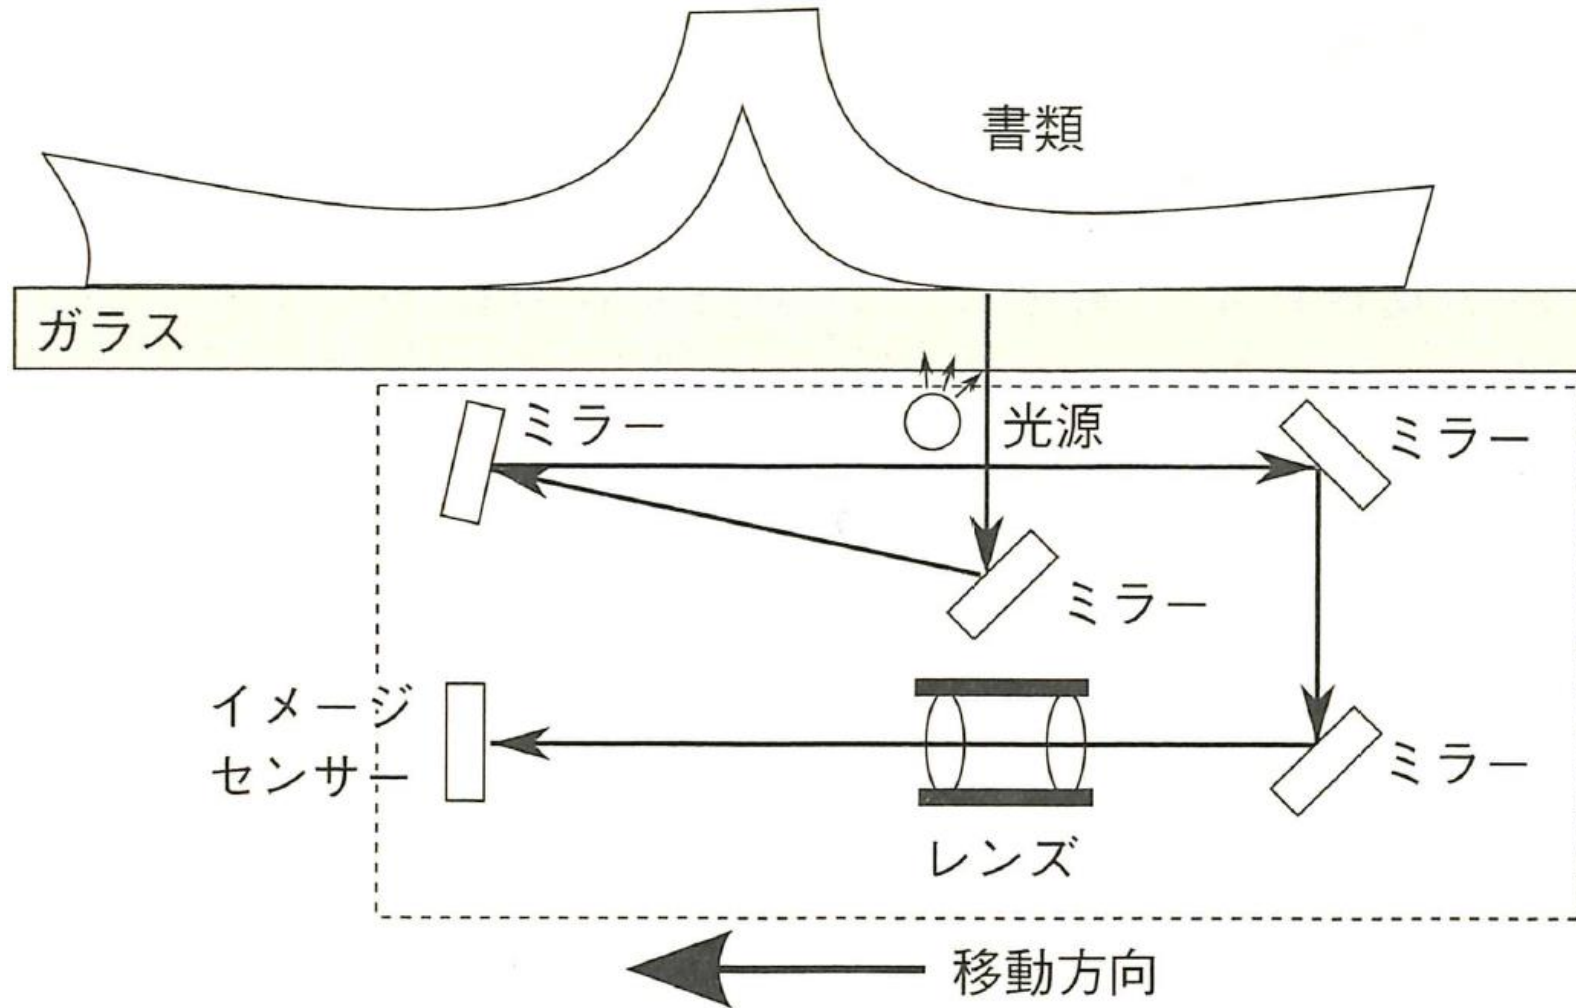 書類
ガラス
ミラー
光源
ミラー
ミラー
イメージ
センサー
ミラー
レンズ
移動方向